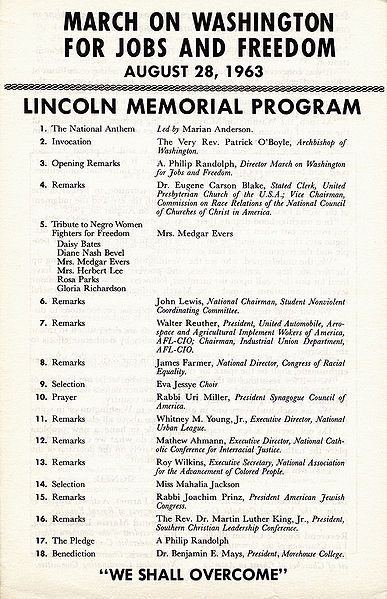 MARCH ON WASHINGTON
FOR JOBS AND FREEDOM
AUGUST 28, 1963
LINCOLN MEMORIAL PROGRAM
1. The National Anthem Led by Marian Anderson.
2. Invocation The Very Rev. Patrick O'Boyle, Archbishop of
Washington.
3. Opening Remarks A. Philip Randolph, Director March on Washington
for Jobs and Freedom.
4. Remarks Dr. Eugene Carson Blake, Stated Clerk, United
Presbyterian Church of the U.S.A.; Vice Chairman,
Commission on Race Relations of the National Council
of Churches of Christ in America.
5. Tribute to Negro Women
Fighters for Freedom Mrs. Medgar Evers
Daisy Bates
Diane Nash Bevel
Mrs. Medgar Evers
Mrs. Herbert Lee
Rosa Parks
Gloria Richardson
6. Remarks John Lewis, National Chairman, Student Nonviolent
Coordinating Committee.
7. Remarks Walter Reuther, President, United Automobile, Aero-
space and Agricultural Implement Wokers of America,
AFL-CIO; Chairman, Industrial Union Department,
AFL-CIO.
8. Remarks James Farmer, National Director, Congress of Racial
Equality.
9. Selection Eva Jessye Choir
10. Prayer Rabbi Uri Miller, President Synagogue Council of
America.
11. Remarks Whitney M. Young, Jr., Executive Director, National
Urban League.
12. Remarks Mathew Ahmann, Executive Director, National Cath-
olic Conference for Interracial Justice.
13. Remarks Roy Wilkins, Executive Secretary, National Association
for the Advancement of Colored People.
14. Selection Miss Mahalia Jackson
15. Remarks Rabbi Joachim Prinz, President American Jewish
Congress.
16. Remarks The Rev. Dr. Martin Luther King, Jr., President,
Southern Christian Leadership Conference.
17. The Pledge A Philip Randolph
18. Benediction Dr. Benjamin E. Mays, President, Morehouse College.
"WE SHALL OVERCOME"